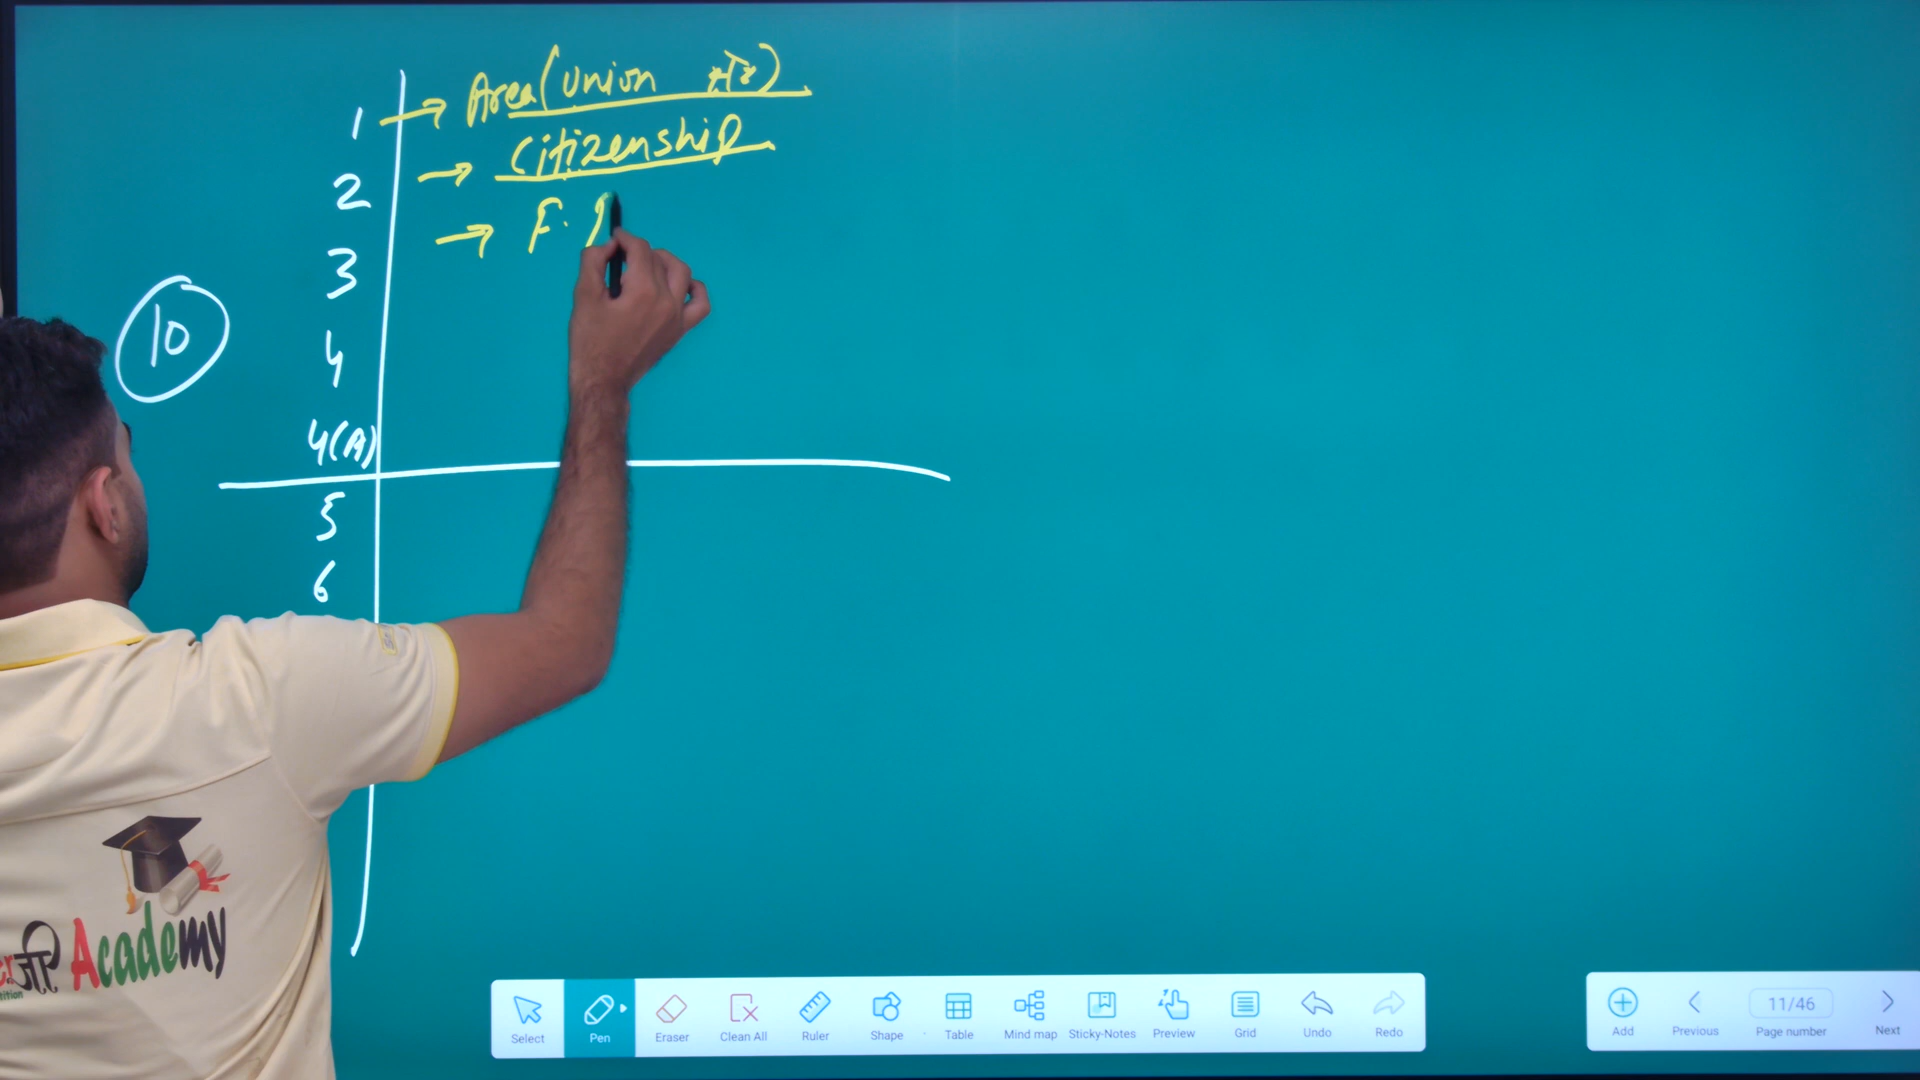 1 → Area (Union
2 → Citizenship
3 → F.
10
4
4(A)
5
6
जी Academy
Select
Pen
Eraser
Clean All
Ruler
Shape
Table
Mind map
Sticky-Notes
Preview
Grid
Undo
Redo
Add
Previous
11/46
Page number
Next